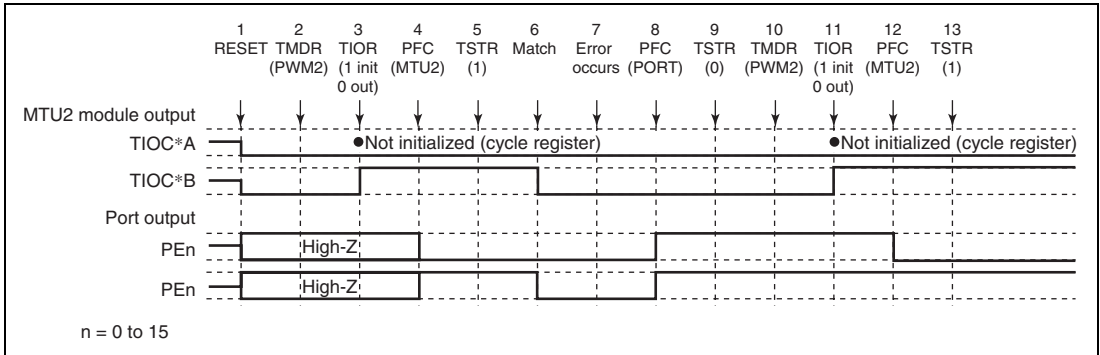 1 2 3 4 5 6 7 8 9 10 11 12 13
RESET TMDR TIOR PFC TSTR Match Error PFC TSTR TMDR TIOR PFC TSTR
(PWM2) (1 init (MTU2) (1) occurs (PORT) (0) (PWM2) (1 init (MTU2) (1)
0 out) 0 out)
MTU2 module output
TIOC*A ●Not initialized (cycle register) ●Not initialized (cycle register)
TIOC*B
Port output
PEn High-Z
PEn High-Z
n = 0 to 15